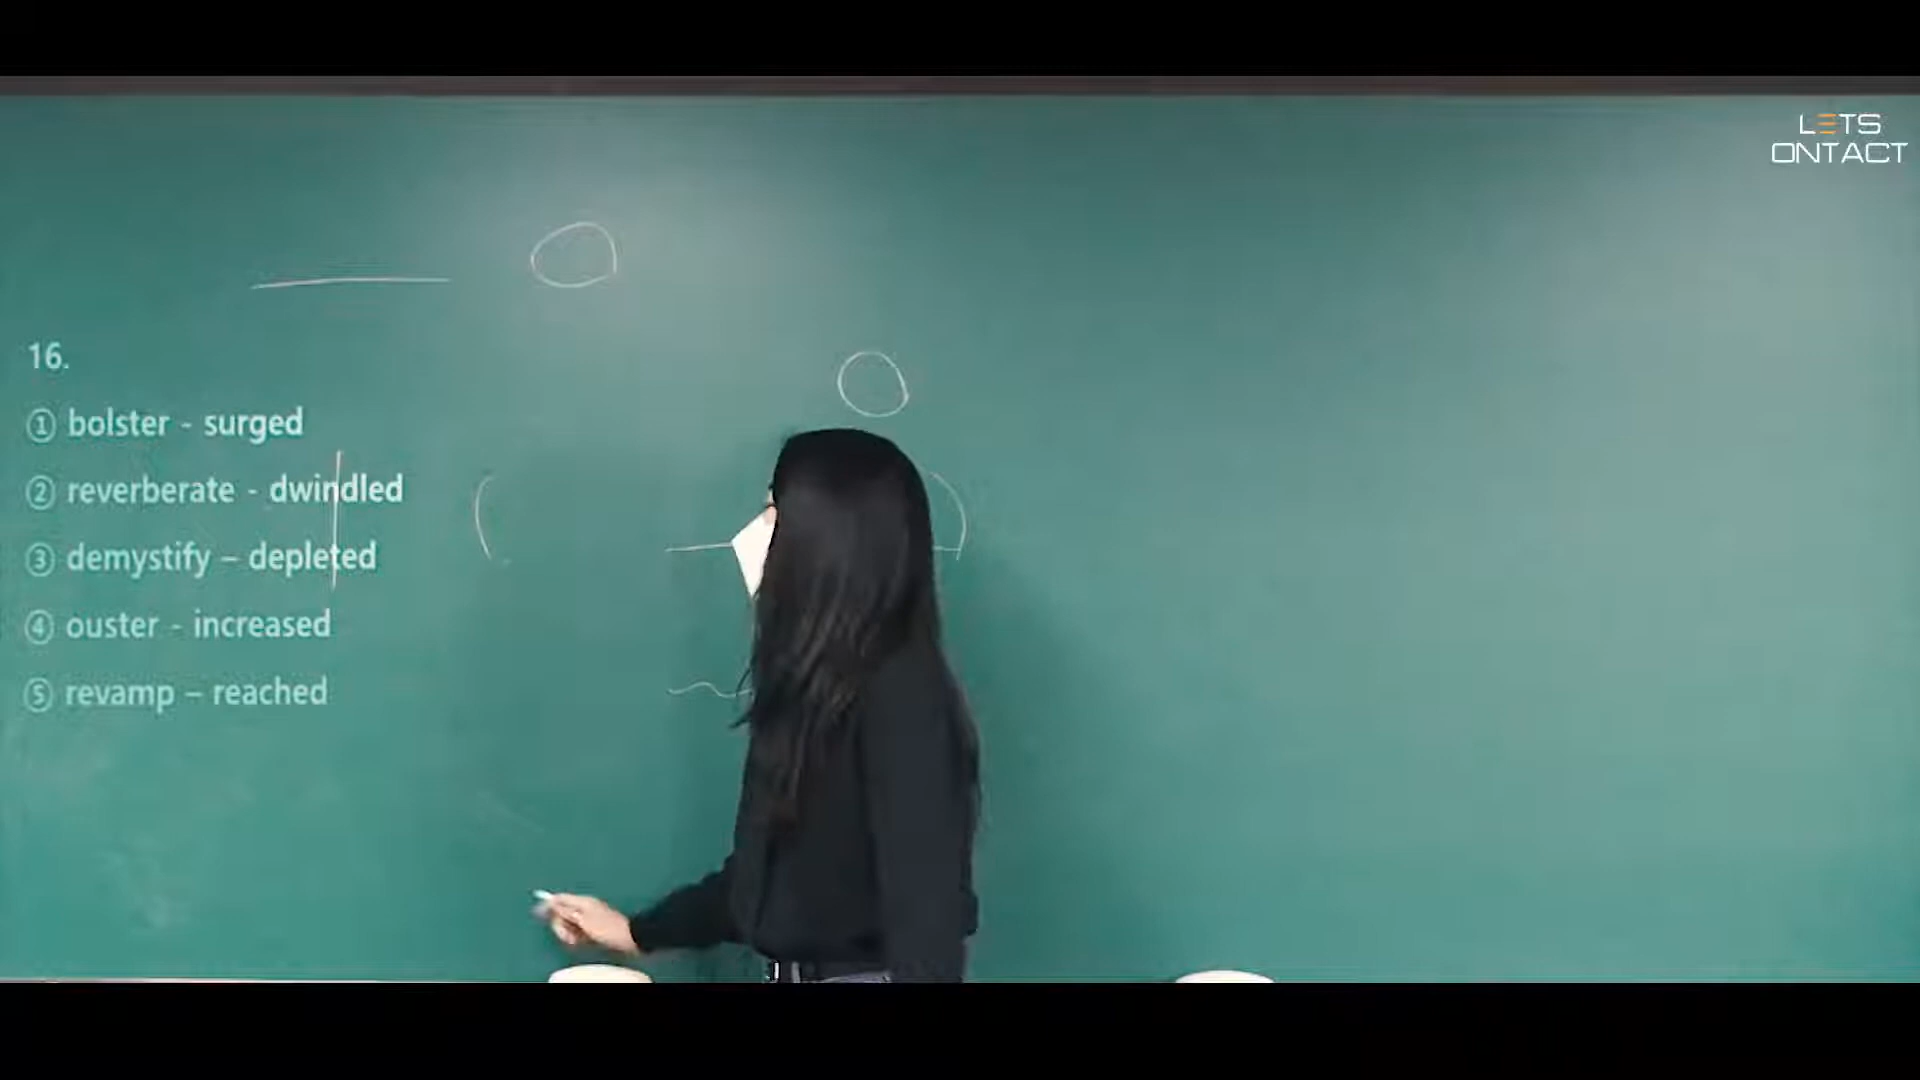 LETS
ONTACT
16.
① bolster - surged
② reverberate - dwindled
③ demystify – depleted
④ ouster - increased
⑤ revamp – reached